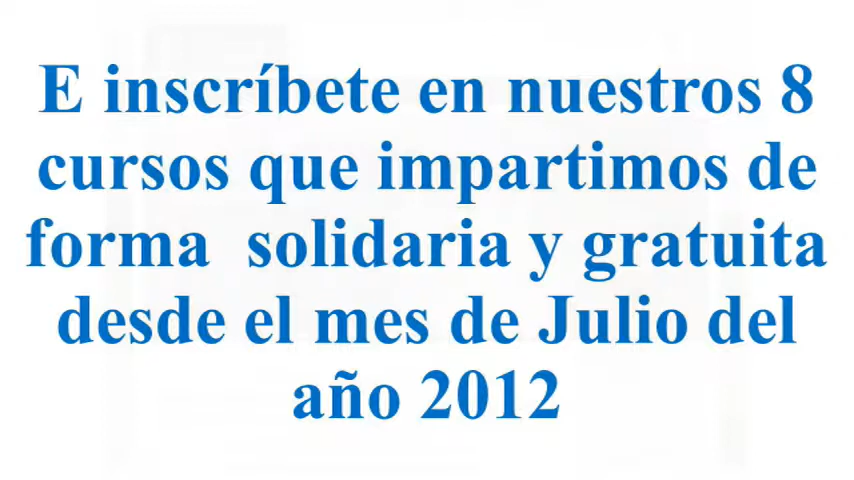 E inscríbete en nuestros 8
cursos que impartimos de
forma  solidaria y gratuita
desde el mes de Julio del
año 2012